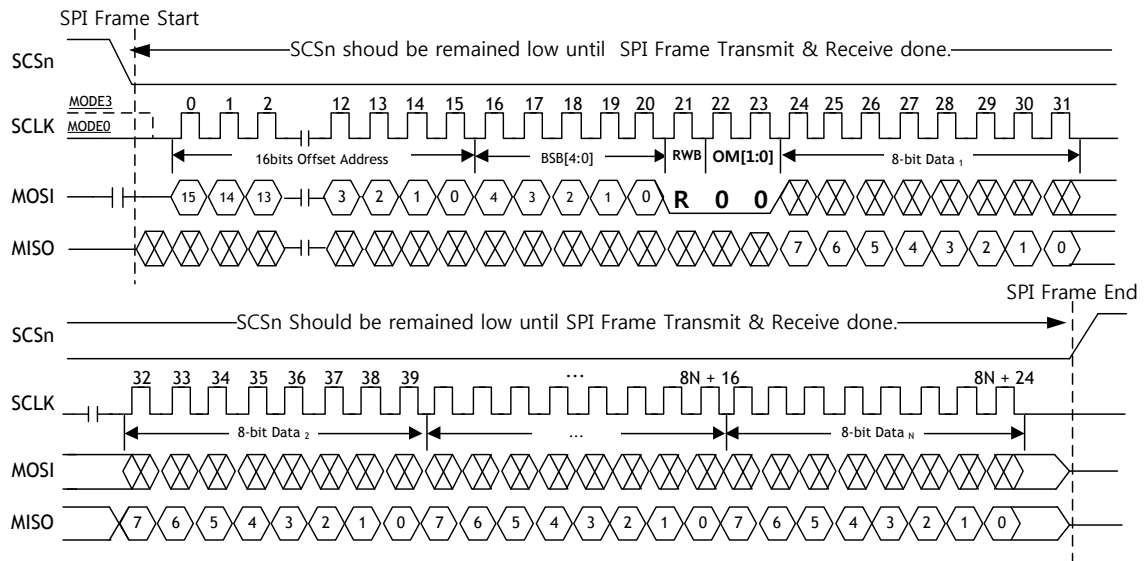 SPI Frame Start
SCSn
SCSn shoud be remained low until SPI Frame Transmit & Receive done.
MODE3
SCLK
MODE0
0 1 2 12 13 14 15 16 17 18 19 20 21 22 23 24 25 26 27 28 29 30 31
16bits Offset Address
BSB[4:0]
RWB
OM[1:0]
8-bit Data 1
MOSI
15 14 13 3 2 1 0 4 3 2 1 0 R 0 0
MISO
7 6 5 4 3 2 1 0
SPI Frame End
SCSn
SCSn Should be remained low until SPI Frame Transmit & Receive done.
32 33 34 35 36 37 38 39 ... 8N + 16 8N + 24
SCLK
8-bit Data 2
...
8-bit Data N
MOSI
MISO
7 6 5 4 3 2 1 0 7 6 5 4 3 2 1 0 7 6 5 4 3 2 1 0